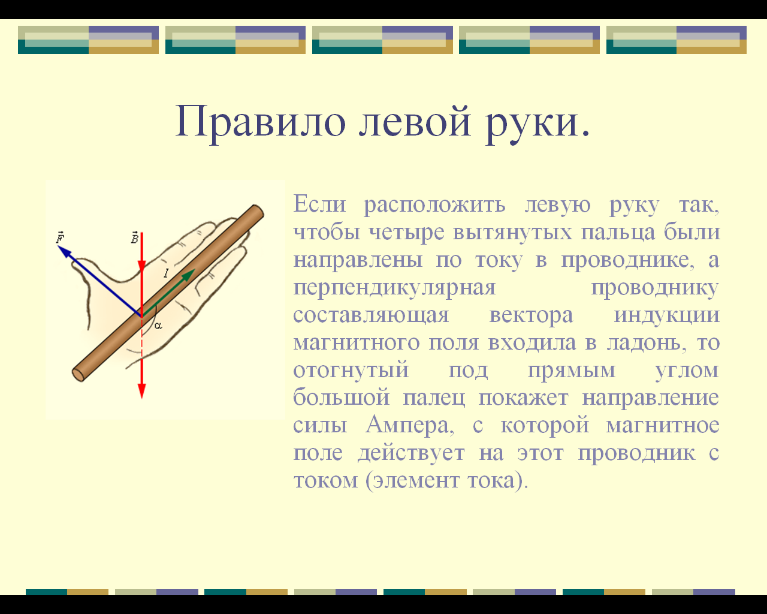 Правило левой руки.
Если расположить левую руку так,
чтобы четыре вытянутых пальца были
направлены по току в проводнике, а
перпендикулярная проводнику
составляющая вектора индукции
магнитного поля входила в ладонь, то
отогнутый под прямым углом
большой палец покажет направление
силы Ампера, с которой магнитное
поле действует на этот проводник с
током (элемент тока).
F⃗
B⃗
I
α